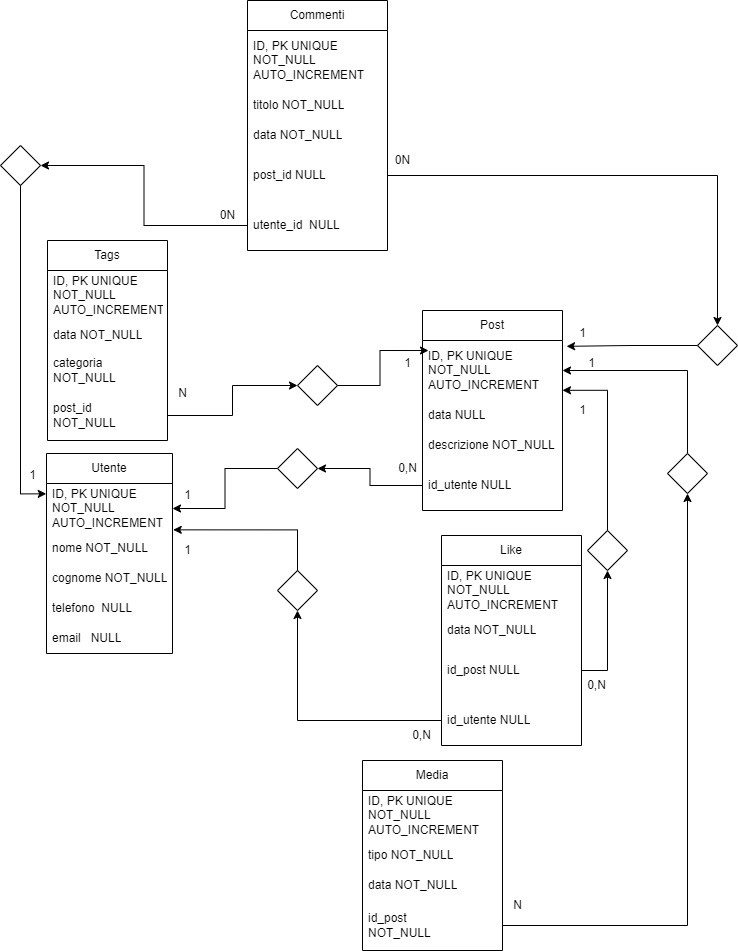 Commenti
ID, PK UNIQUE
NOT_NULL
AUTO_INCREMENT
titolo NOT_NULL
data NOT_NULL
post_id NULL
utente_id NULL
0N
0N
Tags
ID, PK UNIQUE
NOT_NULL
AUTO_INCREMENT
data NOT_NULL
categoria
NOT_NULL
post_id
NOT_NULL
N
1
Post
ID, PK UNIQUE
NOT_NULL
AUTO_INCREMENT
data NULL
descrizione NOT_NULL
id_utente NULL
1
1
1
0,N
Utente
ID, PK UNIQUE
NOT_NULL
AUTO_INCREMENT
nome NOT_NULL
cognome NOT_NULL
telefono NULL
email NULL
1
1
1
Like
ID, PK UNIQUE
NOT_NULL
AUTO_INCREMENT
data NOT_NULL
id_post NULL
id_utente NULL
0,N
0,N
Media
ID, PK UNIQUE
NOT_NULL
AUTO_INCREMENT
tipo NOT_NULL
data NOT_NULL
id_post
NOT_NULL
N